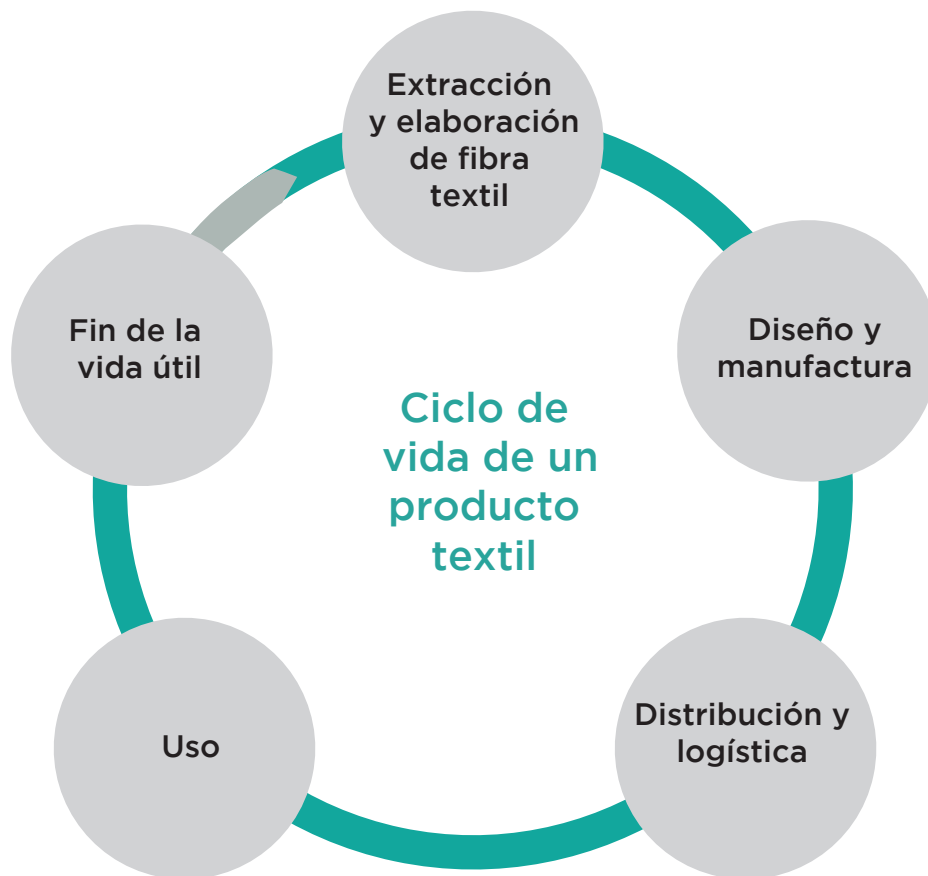 Extracción
y elaboración
de fibra
textil
Diseño y
manufactura
Distribución y
logística
Uso
Fin de la
vida útil
Ciclo de
vida de un
producto
textil